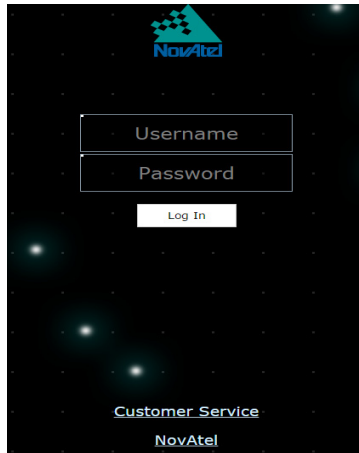 NovAtel
Username
Password
Log In
Customer Service
NovAtel